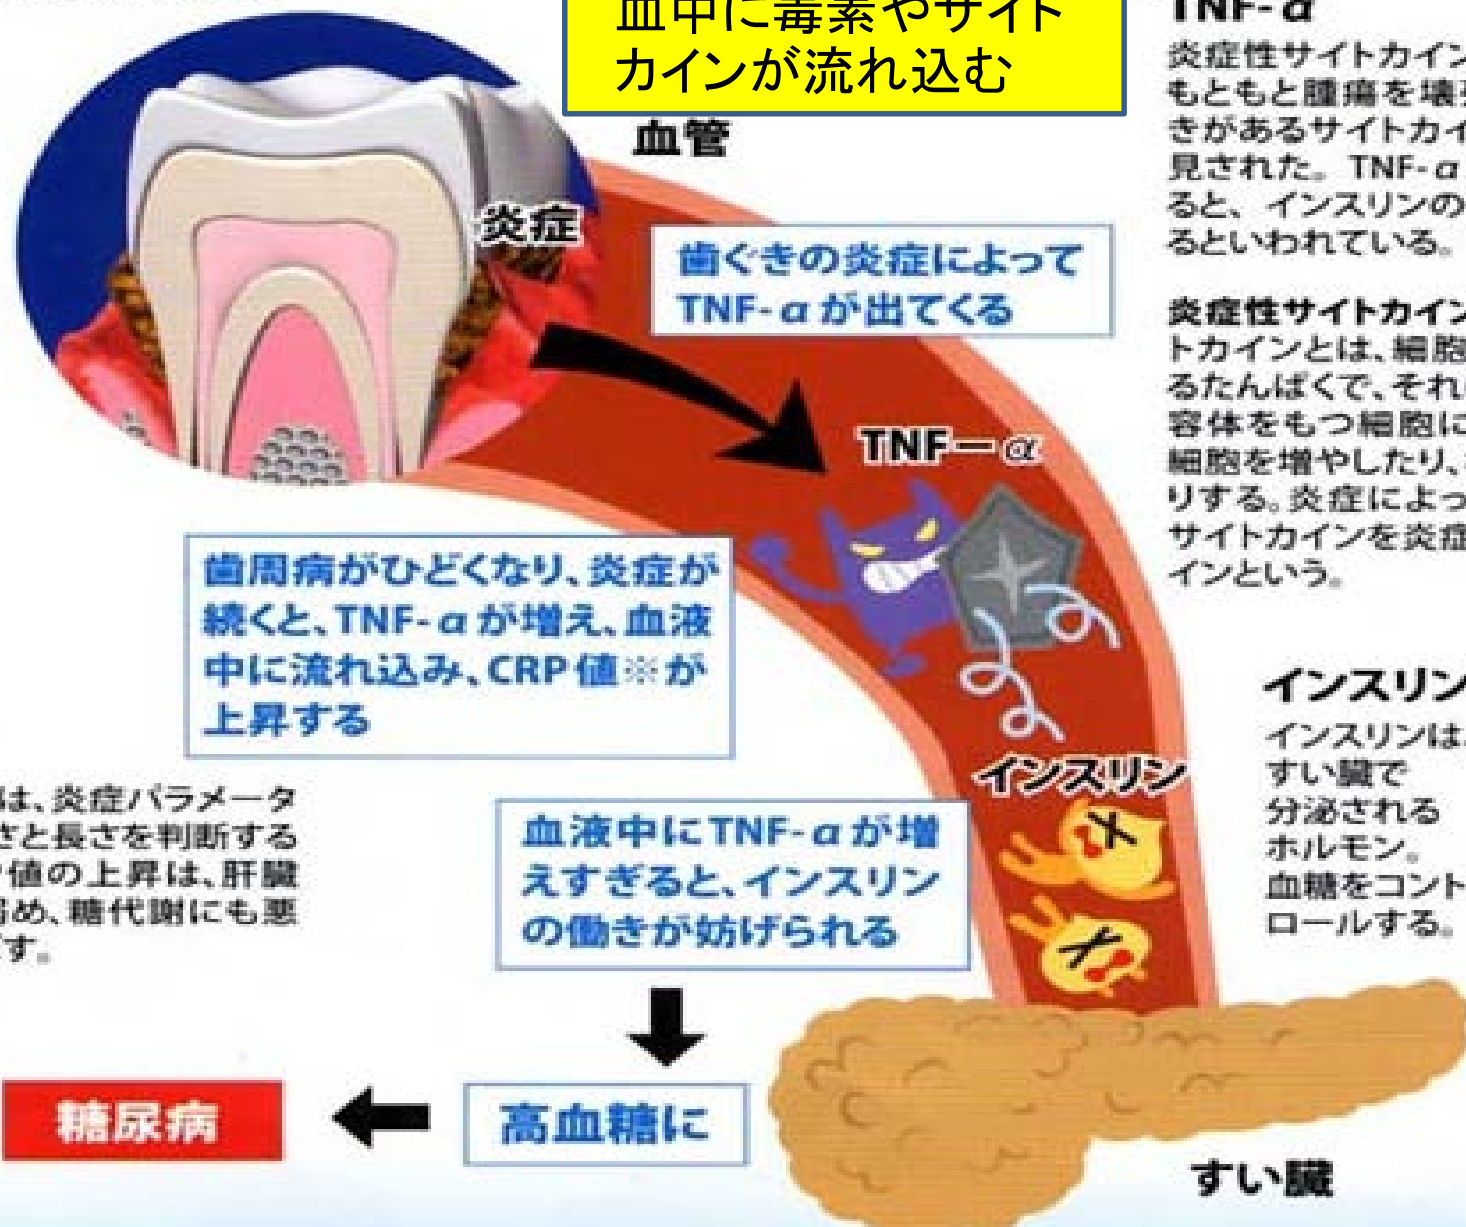 血中に毒素やサイト
カインが流れ込む
血管
炎症
歯ぐきの炎症によって
TNF-αが出てくる
TNF-α
歯周病がひどくなり、炎症が
続くと、TNF-αが増え、血液
中に流れ込み、CRP値※が
上昇する
は、炎症パラメータ
さと長さを判断する
値の上昇は、肝臓
め、糖代謝にも悪
す。
インスリン
血液中にTNF-αが増
えすぎると、インスリン
の働きが妨げられる
高血糖に
糖尿病
すい臓
TNF-α
炎症性サイトカイン
もともと腫瘍を壊
きがあるサイトカイ
見された。TNF-α
ると、インスリンの
るといわれている。
炎症性サイトカイン
トカインとは、細胞
るたんぱくで、それ
容体をもつ細胞に
細胞を増やしたり、
りする。炎症によっ
サイトカインを炎症
インという。
インスリン
インスリンは、
すい臓で
分泌される
ホルモン。
血糖をコント
ロールする。